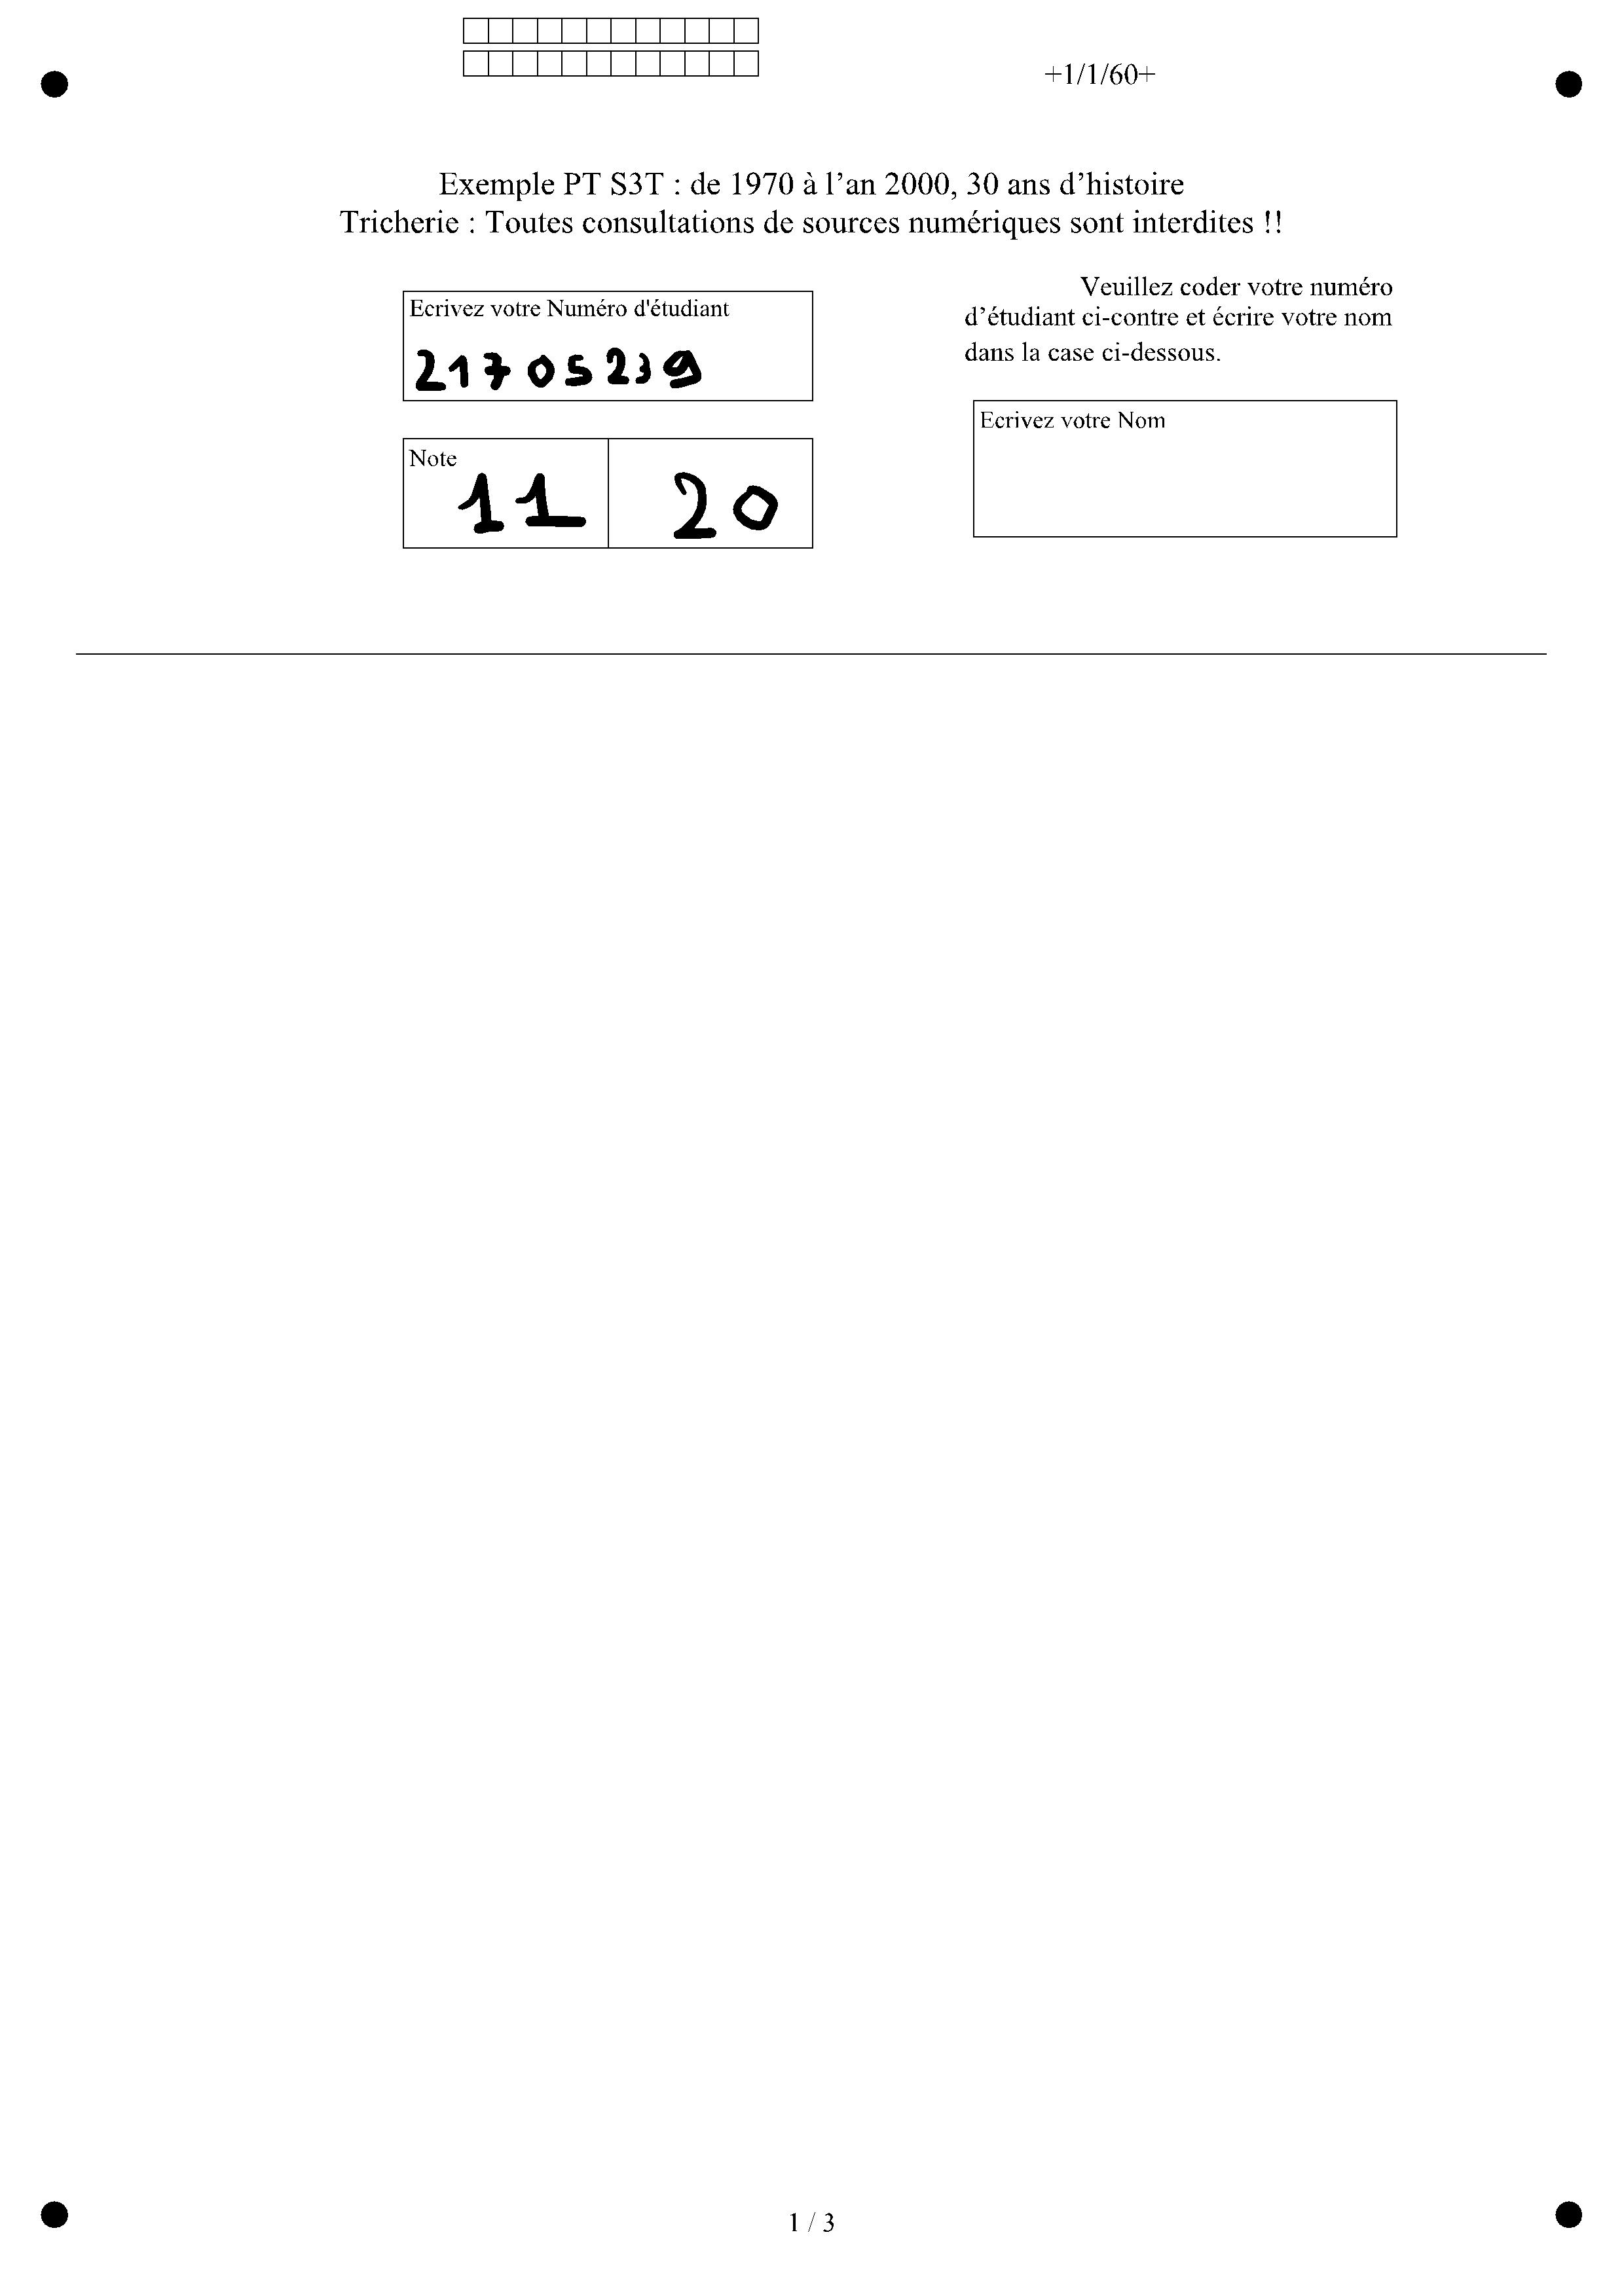 +1/1/60+
Exemple PT S3T : de 1970 à l’an 2000, 30 ans d’histoire
Tricherie : Toutes consultations de sources numériques sont interdites !!
Ecrivez votre Numéro d'étudiant
21705239
Note
11 20
Veuillez coder votre numéro
d’étudiant ci-contre et écrire votre nom
dans la case ci-dessous.
Ecrivez votre Nom
1 / 3